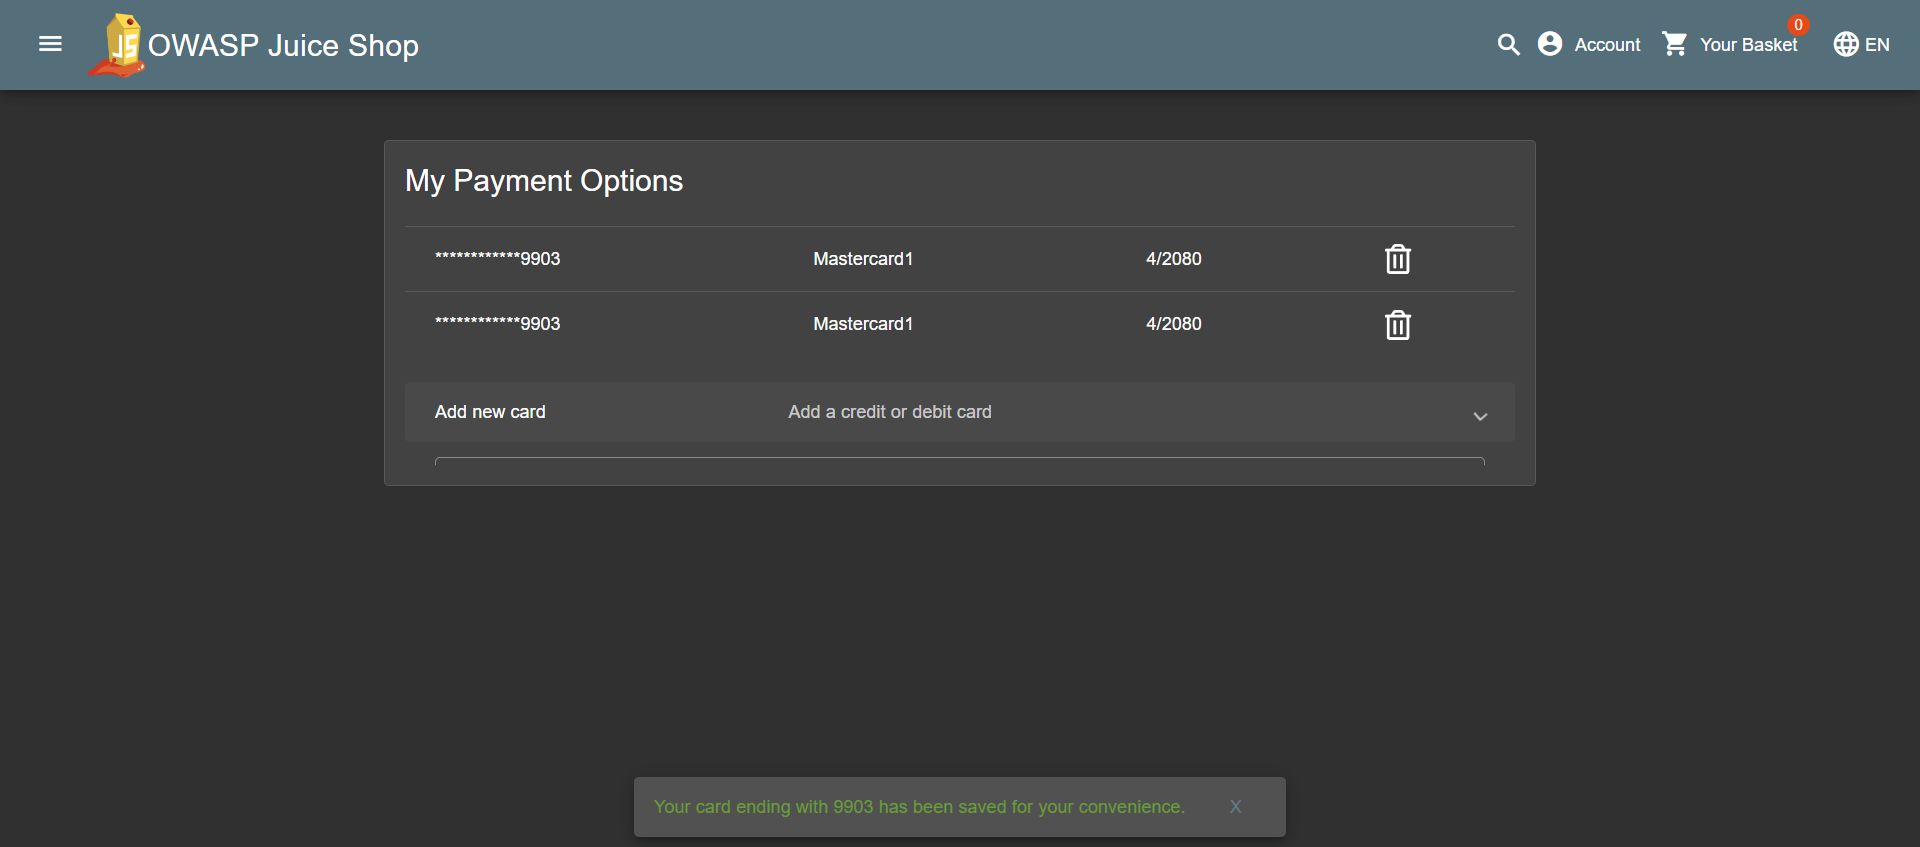 JS
OWASP Juice Shop
Account
Your Basket
0
EN
My Payment Options
************9903 Mastercard1 4/2080
************9903 Mastercard1 4/2080
Add new card Add a credit or debit card
Your card ending with 9903 has been saved for your convenience. X